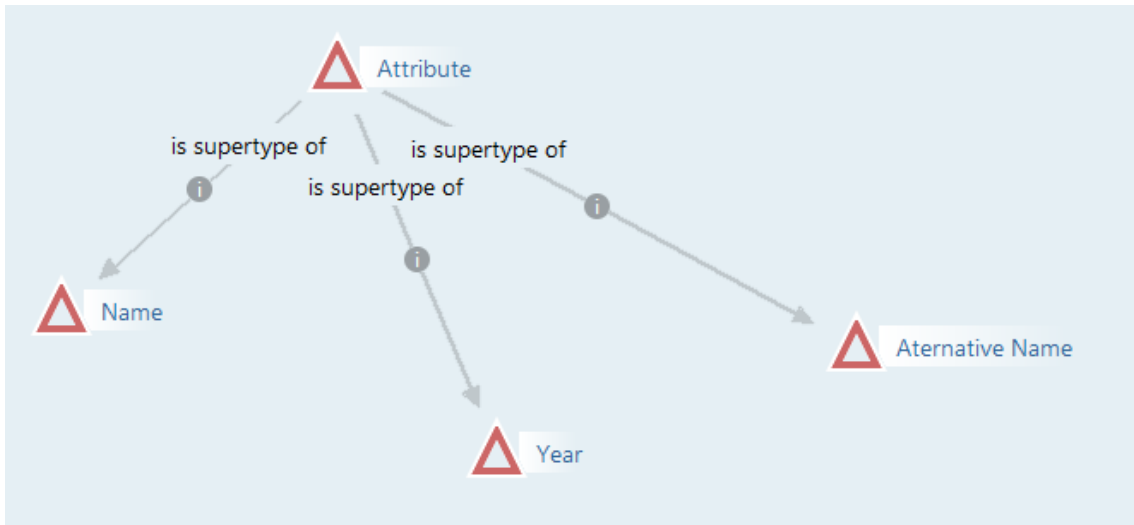 Attribute
is supertype of
is supertype of
is supertype of
i
i
i
Name
Aternative Name
Year